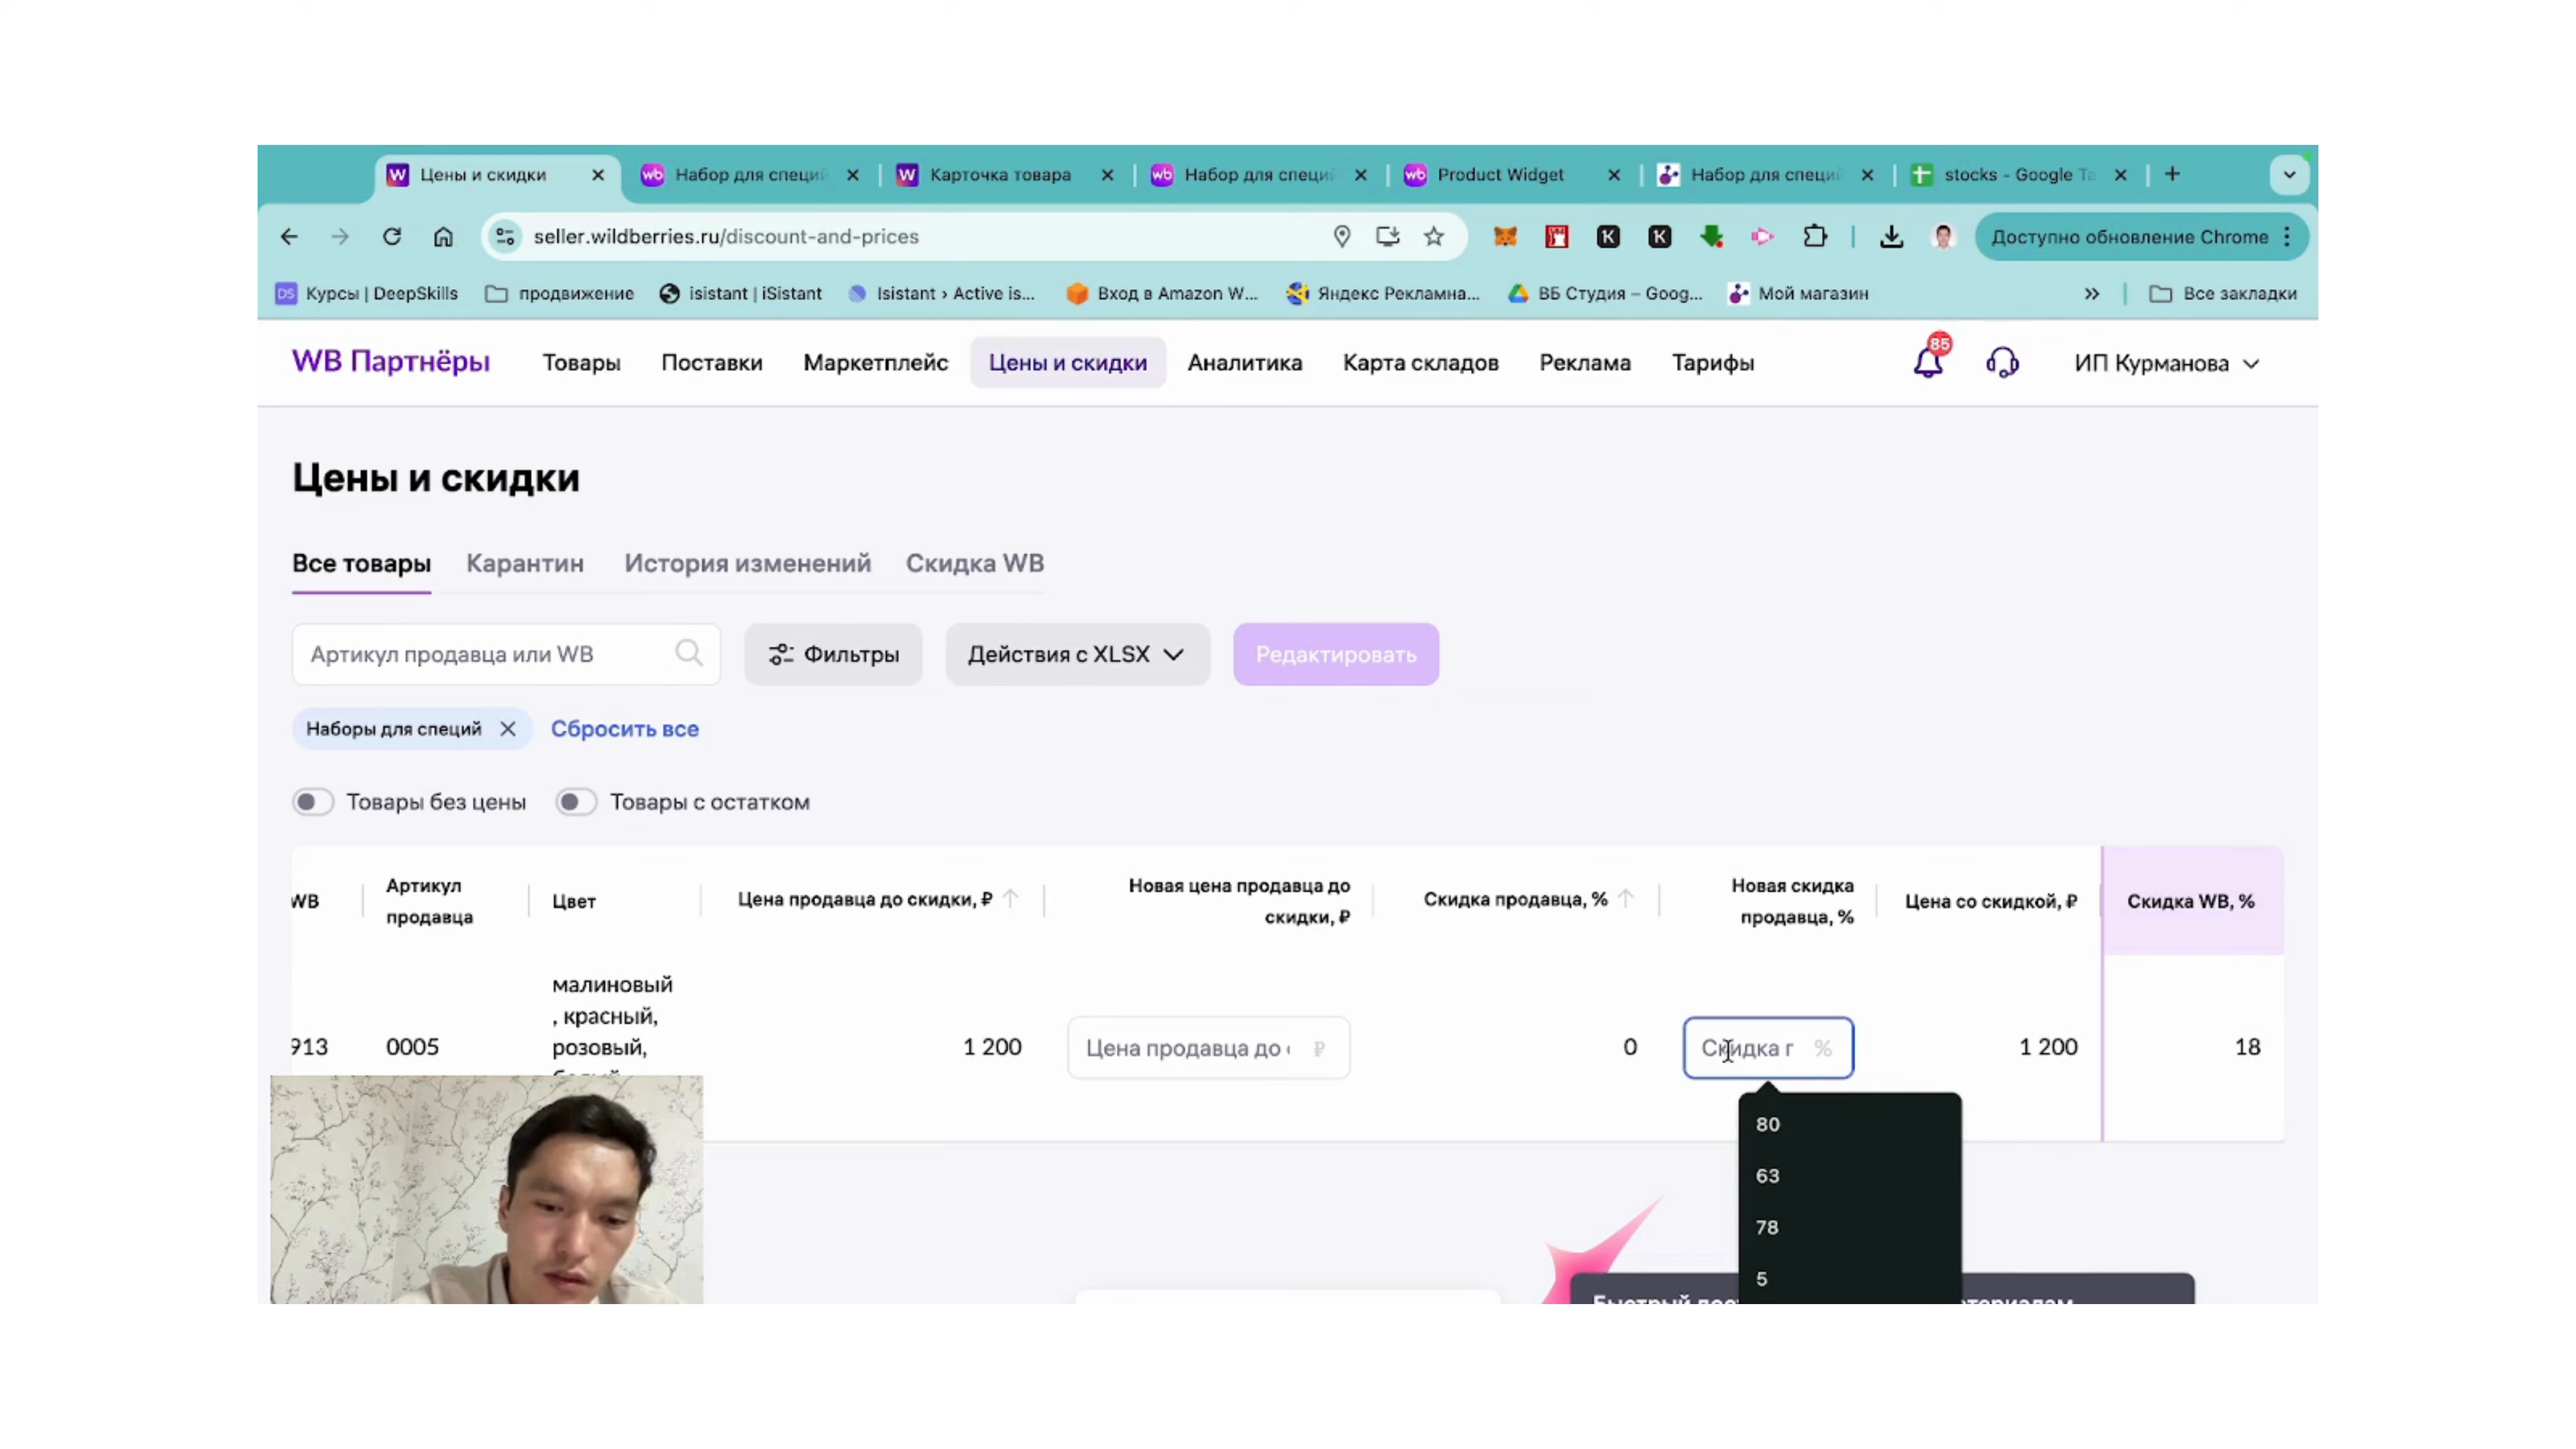 Цены и скидки
Набор для специй
Карточка товара
Набор для специй
Product Widget
Набор для специй
stocks - Google Та
seller.wildberries.ru/discount-and-prices
Доступно обновление Chrome
DS Курсы | DeepSkills
продвижение
isistant | iSistant
Isistant › Active is...
Вход в Amazon W...
Яндекс Рекламна...
ВБ Студия – Goog...
Мой магазин
»
Все закладки
WB Партнёры
Товары
Поставки
Маркетплейс
Цены и скидки
Аналитика
Карта складов
Реклама
Тарифы
85
ИП Курманова
Цены и скидки
Все товары
Карантин
История изменений
Скидка WB
Артикул продавца или WB
Фильтры
Действия с XLSX
Редактировать
Наборы для специй
Сбросить все
Товары без цены
Товары с остатком
WB
Артикул
продавца
Цвет
Цена продавца до скидки, ₽
Новая цена продавца до
скидки, ₽
Скидка продавца, %
Новая скидка
продавца, %
Цена со скидкой, ₽
Скидка WB, %
913
0005
малиновый
, красный,
розовый,
1 200
Цена продавца до ₽
0
Скидка %
1 200
18
80
63
78
5